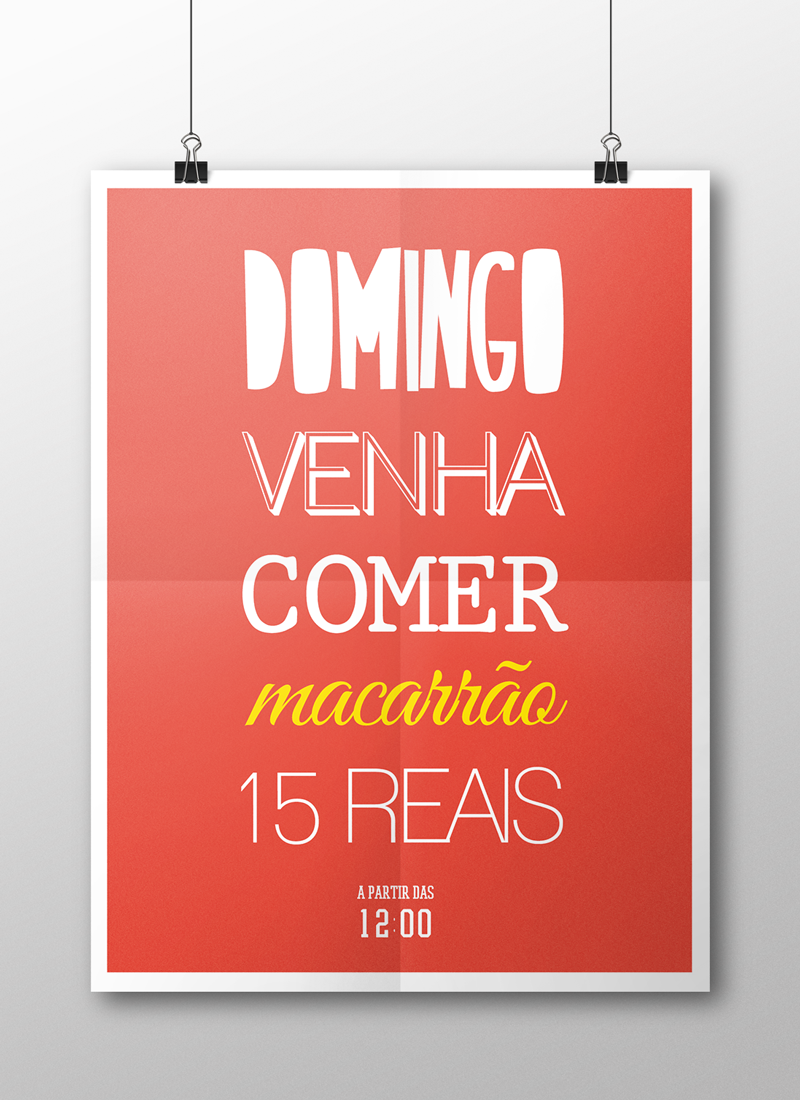 DOMINGO
VENHA
COMER
macarrão
15 REAIS
A PARTIR DAS
12:00